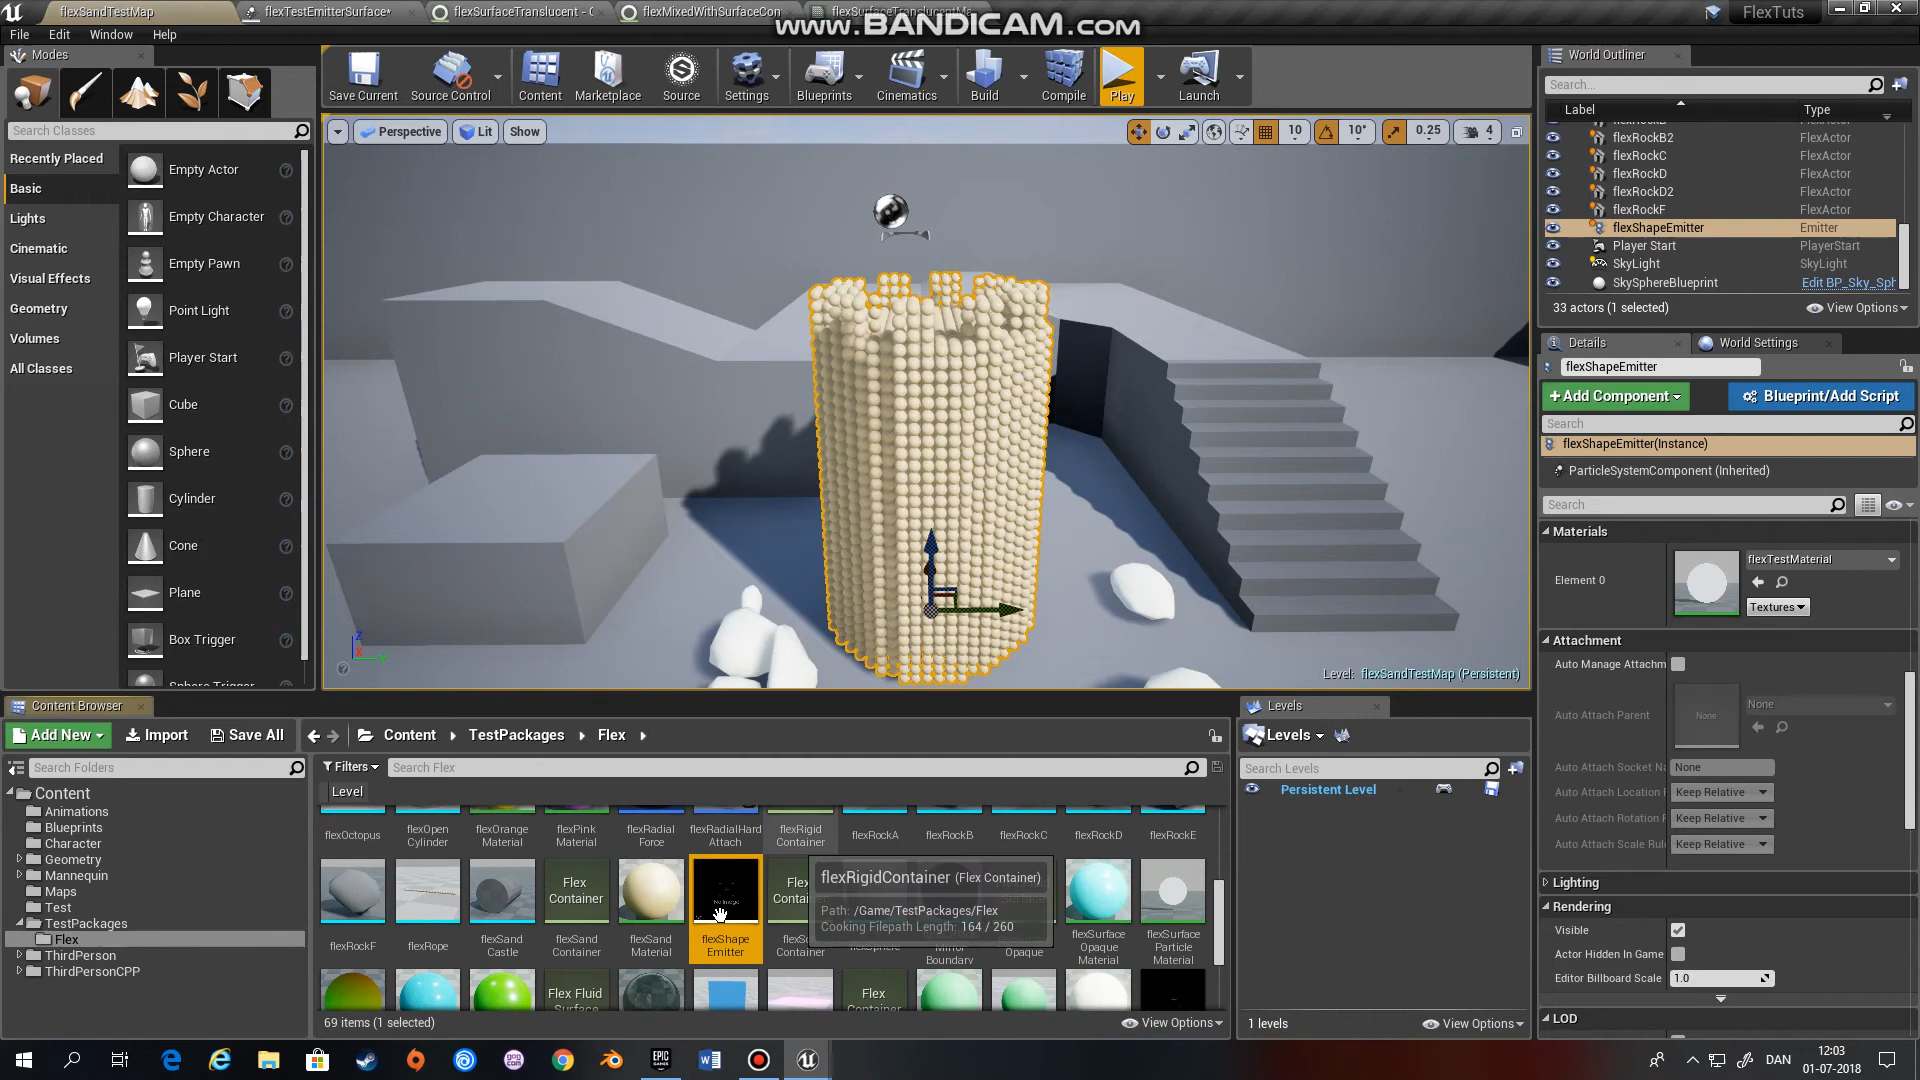 flexSandTestMap
flexTestEmitterSurface*
flexSurfaceTranslucent - C
flexMixedWithSurfaceCon
flexSurfaceTranslucentMa
www.BANDICAM.com
FlexTuts
File Edit Window Help
Modes
Search Classes
Recently Placed
Basic
Lights
Cinematic
Visual Effects
Geometry
Volumes
All Classes
Empty Actor
Empty Character
Empty Pawn
Point Light
Player Start
Cube
Sphere
Cylinder
Cone
Plane
Box Trigger
Sphere Trigger
Save Current
Source Control
Content
Marketplace
Source
Settings
Blueprints
Cinematics
Build
Compile
Play
Launch
Perspective Lit Show
10 10° 0.25 4
Level: flexSandTestMap (Persistent)
World Outliner
Search...
Label Type
flexRockB FlexActor
flexRockB2 FlexActor
flexRockC FlexActor
flexRockD FlexActor
flexRockD2 FlexActor
flexRockF FlexActor
flexShapeEmitter Emitter
Player Start PlayerStart
SkyLight SkyLight
SkySphereBlueprint Edit BP_Sky_Sph
33 actors (1 selected) View Options
Details World Settings
flexShapeEmitter
+Add Component Blueprint/Add Script
Search
flexShapeEmitter(Instance)
ParticleSystemComponent (Inherited)
Search
Materials
Element 0
flexTestMaterial
Textures
Attachment
Auto Manage Attachm
Auto Attach Parent None None
Auto Attach Socket Na None
Auto Attach Location R Keep Relative
Auto Attach Rotation R Keep Relative
Auto Attach Scale Rule Keep Relative
Lighting
Rendering
Visible
Actor Hidden In Game
Editor Billboard Scale 1.0
LOD
Content Browser
Add New Import Save All Content TestPackages Flex
Search Folders
Filters Search Flex
Level
Content
Animations
Blueprints
Character
Geometry
Mannequin
Maps
Test
TestPackages
Flex
ThirdPerson
ThirdPersonCPP
flexOctopus
flexOpen Cylinder
flexOrange Material
flexPink Material
flexRadial Force
flexRadialHard Attach
flexRigid Container
flexRockA
flexRockB
flexRockC
flexRockD
flexRockE
Flex Container
No Image
flexRockF
flexRope
flexSand Castle
flexSand Container
flexSand Material
flexShape Emitter
Container
Boundary
Opaque
flexSurface Opaque Material
flexSurface Particle Material
flexRigidContainer (Flex Container)
Path: /Game/TestPackages/Flex
Cooking Filepath Length: 164 / 260
Flex Fluid Surface
Flex Container
69 items (1 selected) View Options
Levels
Levels
Search Levels
Persistent Level
1 levels View Options
EPIC GAMES
gog com
DAN
12:03
01-07-2018